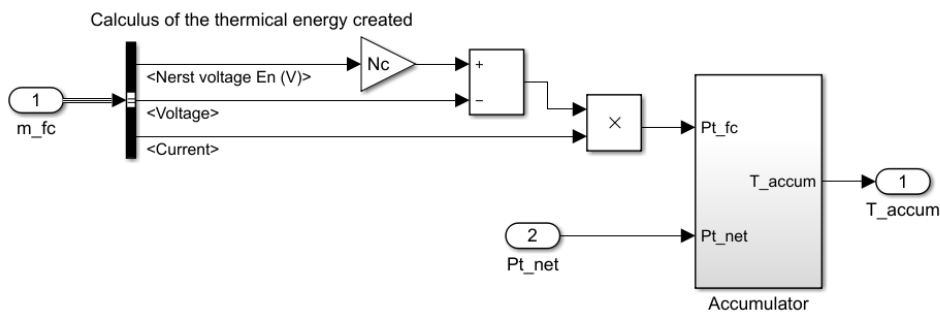 Calculus of the thermical energy created
Nc
<Nerst voltage En (V)>
+
−
1
m_fc
=
<Voltage>
×
<Current>
Pt_fc
T_accum
1
T_accum
2
Pt_net
Pt_net
Accumulator